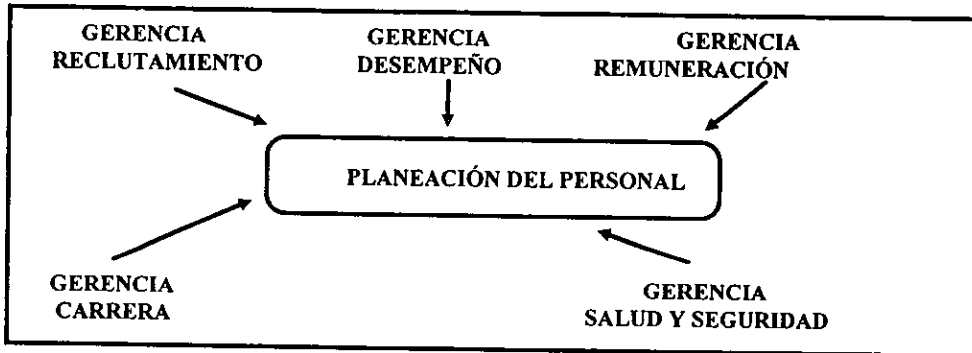 GERENCIA
RECLUTAMIENTO
GERENCIA
DESEMPEÑO
GERENCIA
REMUNERACIÓN
PLANEACIÓN DEL PERSONAL
GERENCIA
CARRERA
GERENCIA
SALUD Y SEGURIDAD